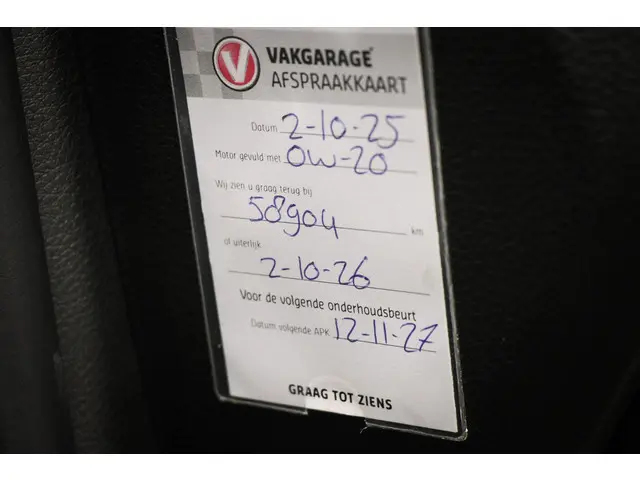 V VAKGARAGE
AFSPRAAKKAART
Datum 2-10-25
Motor gevuld met 0W-20
Wij zien u graag terug bij
58904 km
of uiterlijk
2-10-26
Voor de volgende onderhoudsbeurt
Datum volgende APK 12-11-27
GRAAG TOT ZIENS